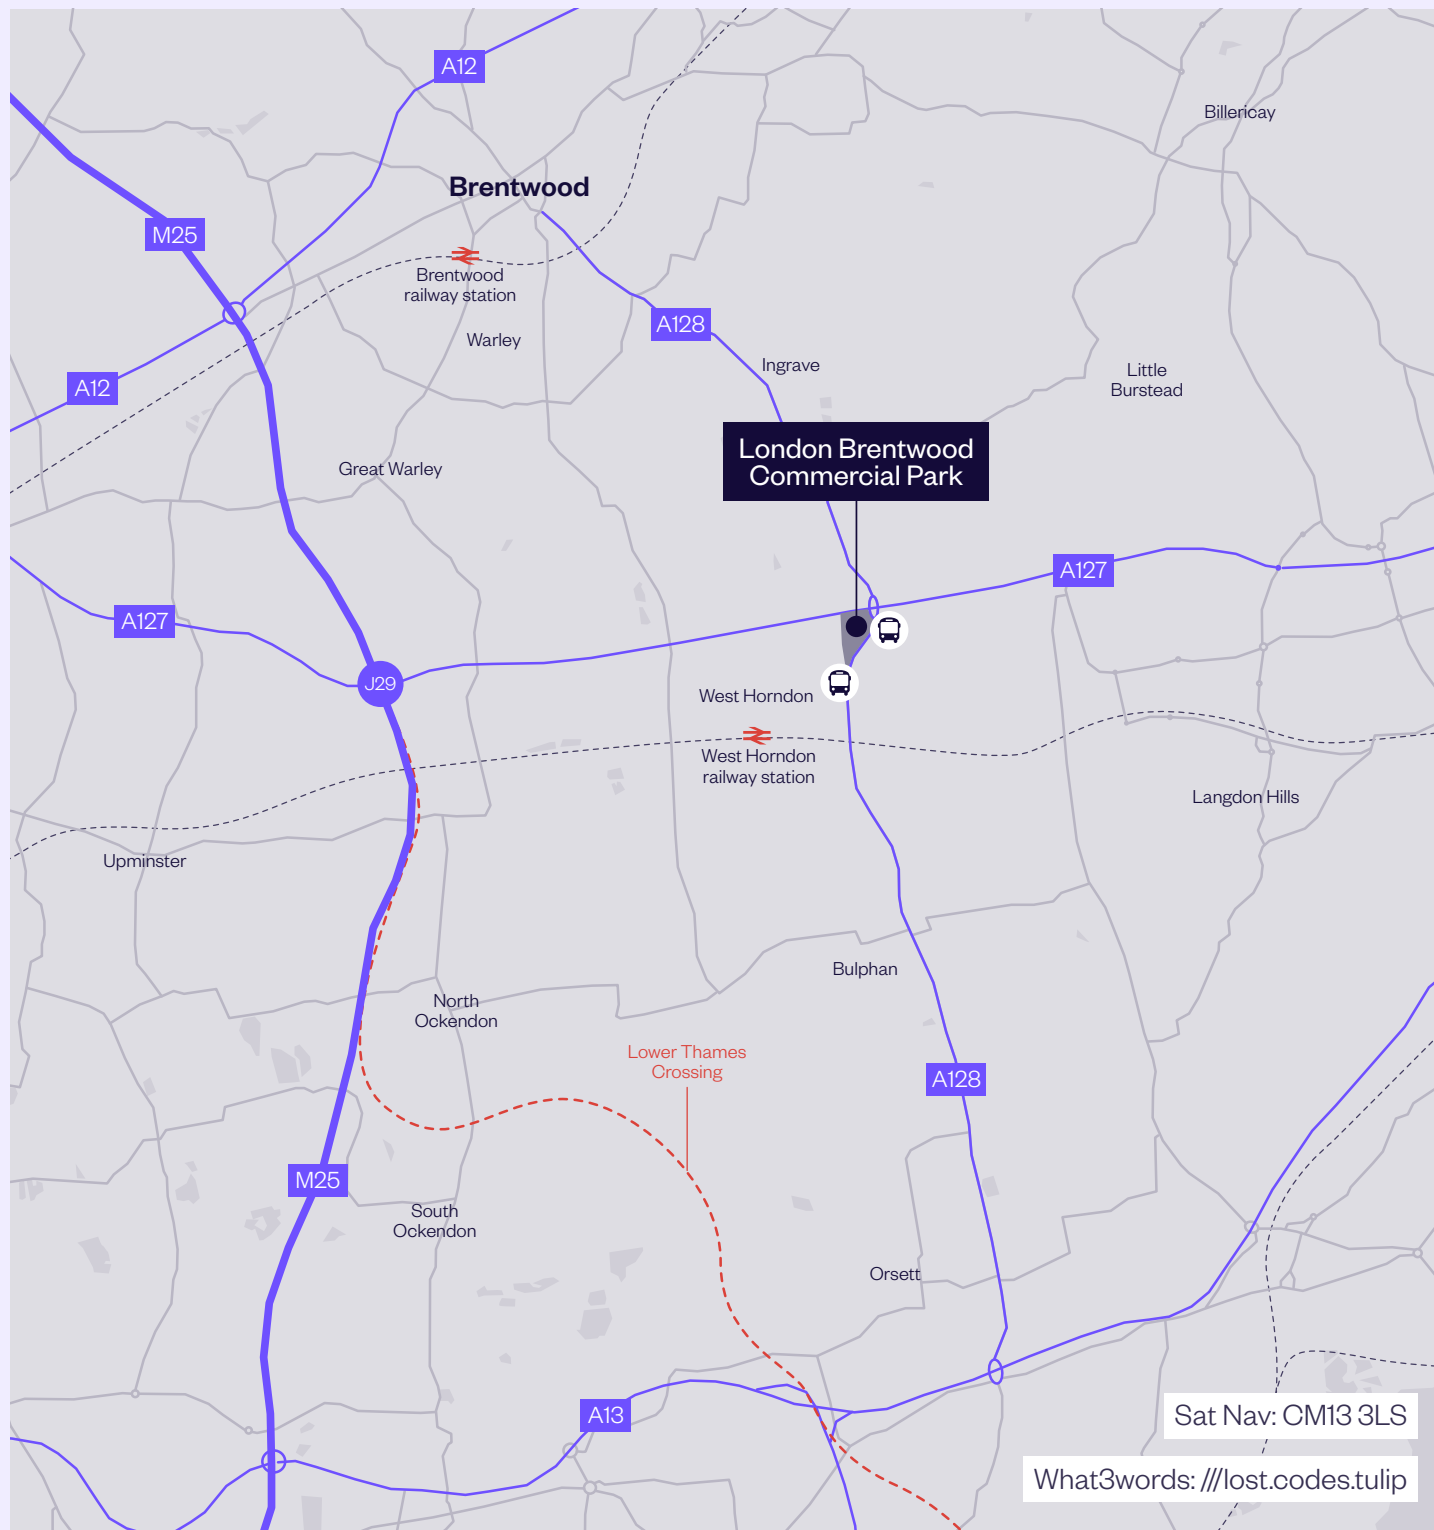 A12
Billericay
Brentwood
M25
Brentwood
railway station
A128
Warley
Ingrave
Little
Burstead
A12
London Brentwood
Commercial Park
Great Warley
A127
A127
J29
West Horndon
West Horndon
railway station
Langdon Hills
Upminster
Bulphan
North
Ockendon
Lower Thames
Crossing
A128
M25
South
Ockendon
Orsett
A13
Sat Nav: CM13 3LS
What3words: ///lost.codes.tulip